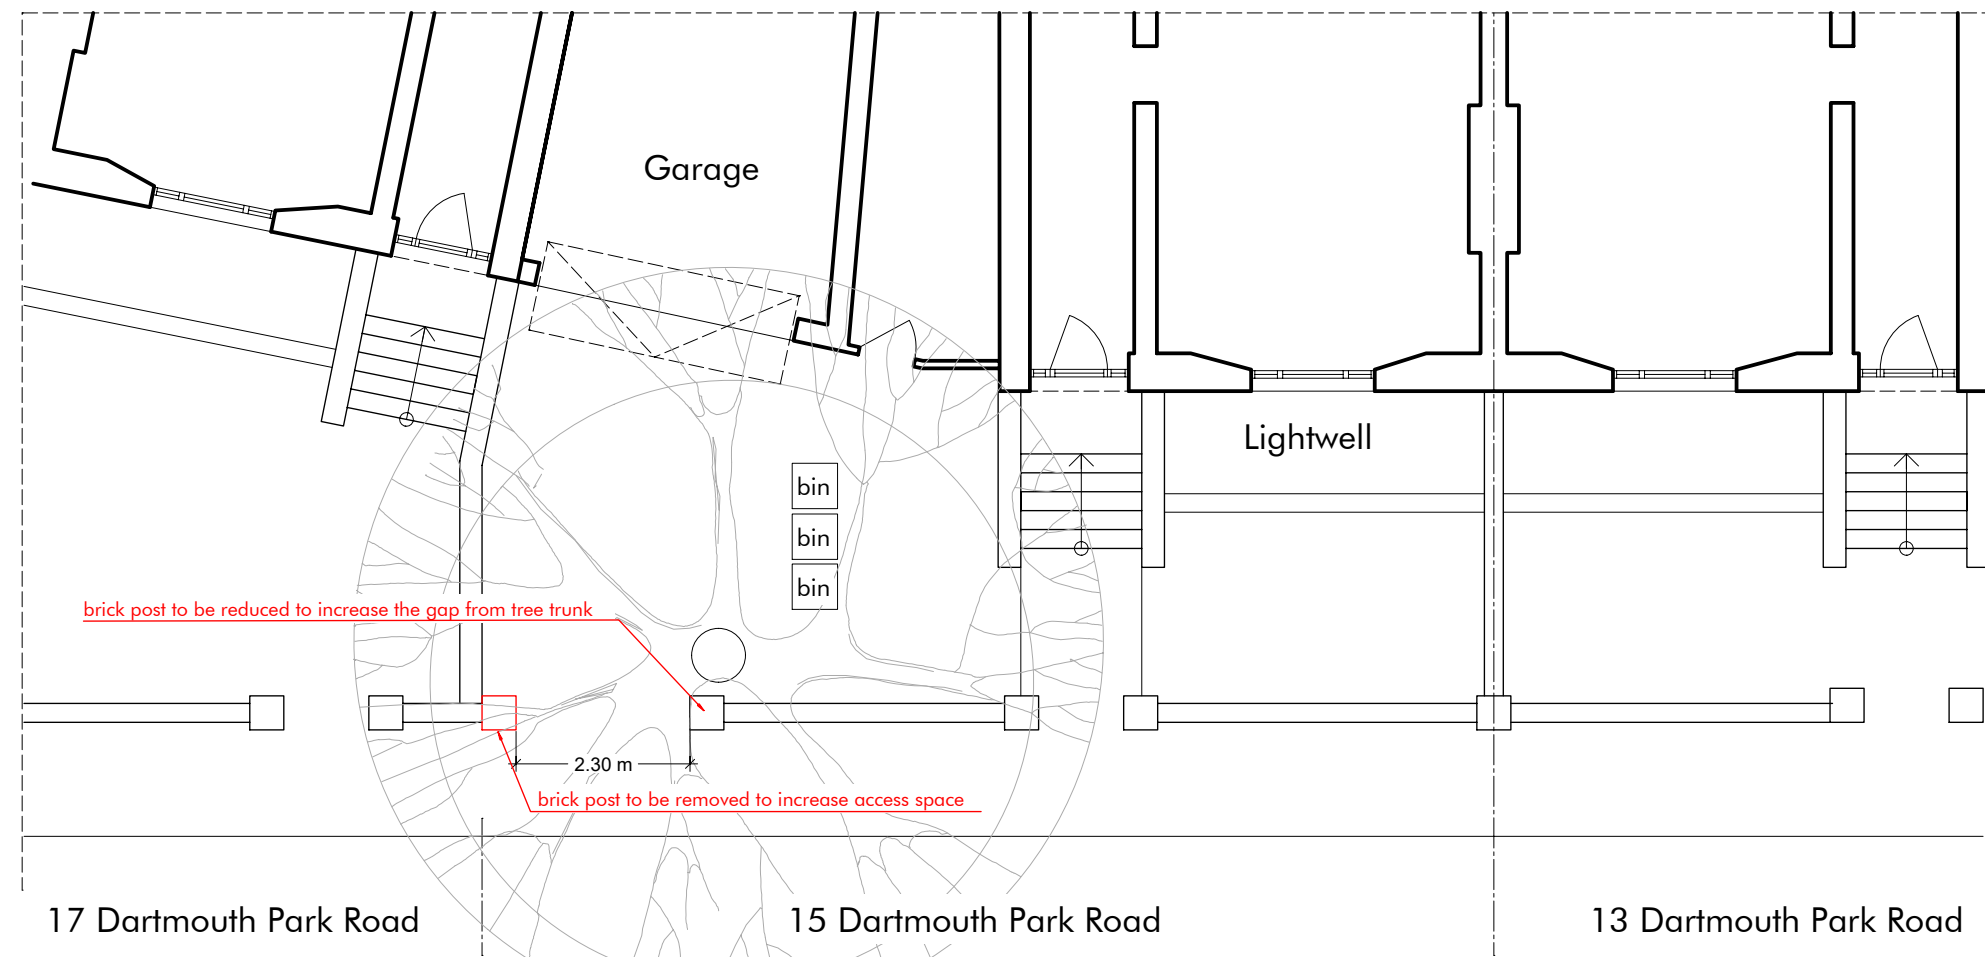 Garage
Lightwell
bin
bin
bin
brick post to be reduced to increase the gap from tree trunk
2.30 m
brick post to be removed to increase access space
17 Dartmouth Park Road
15 Dartmouth Park Road
13 Dartmouth Park Road